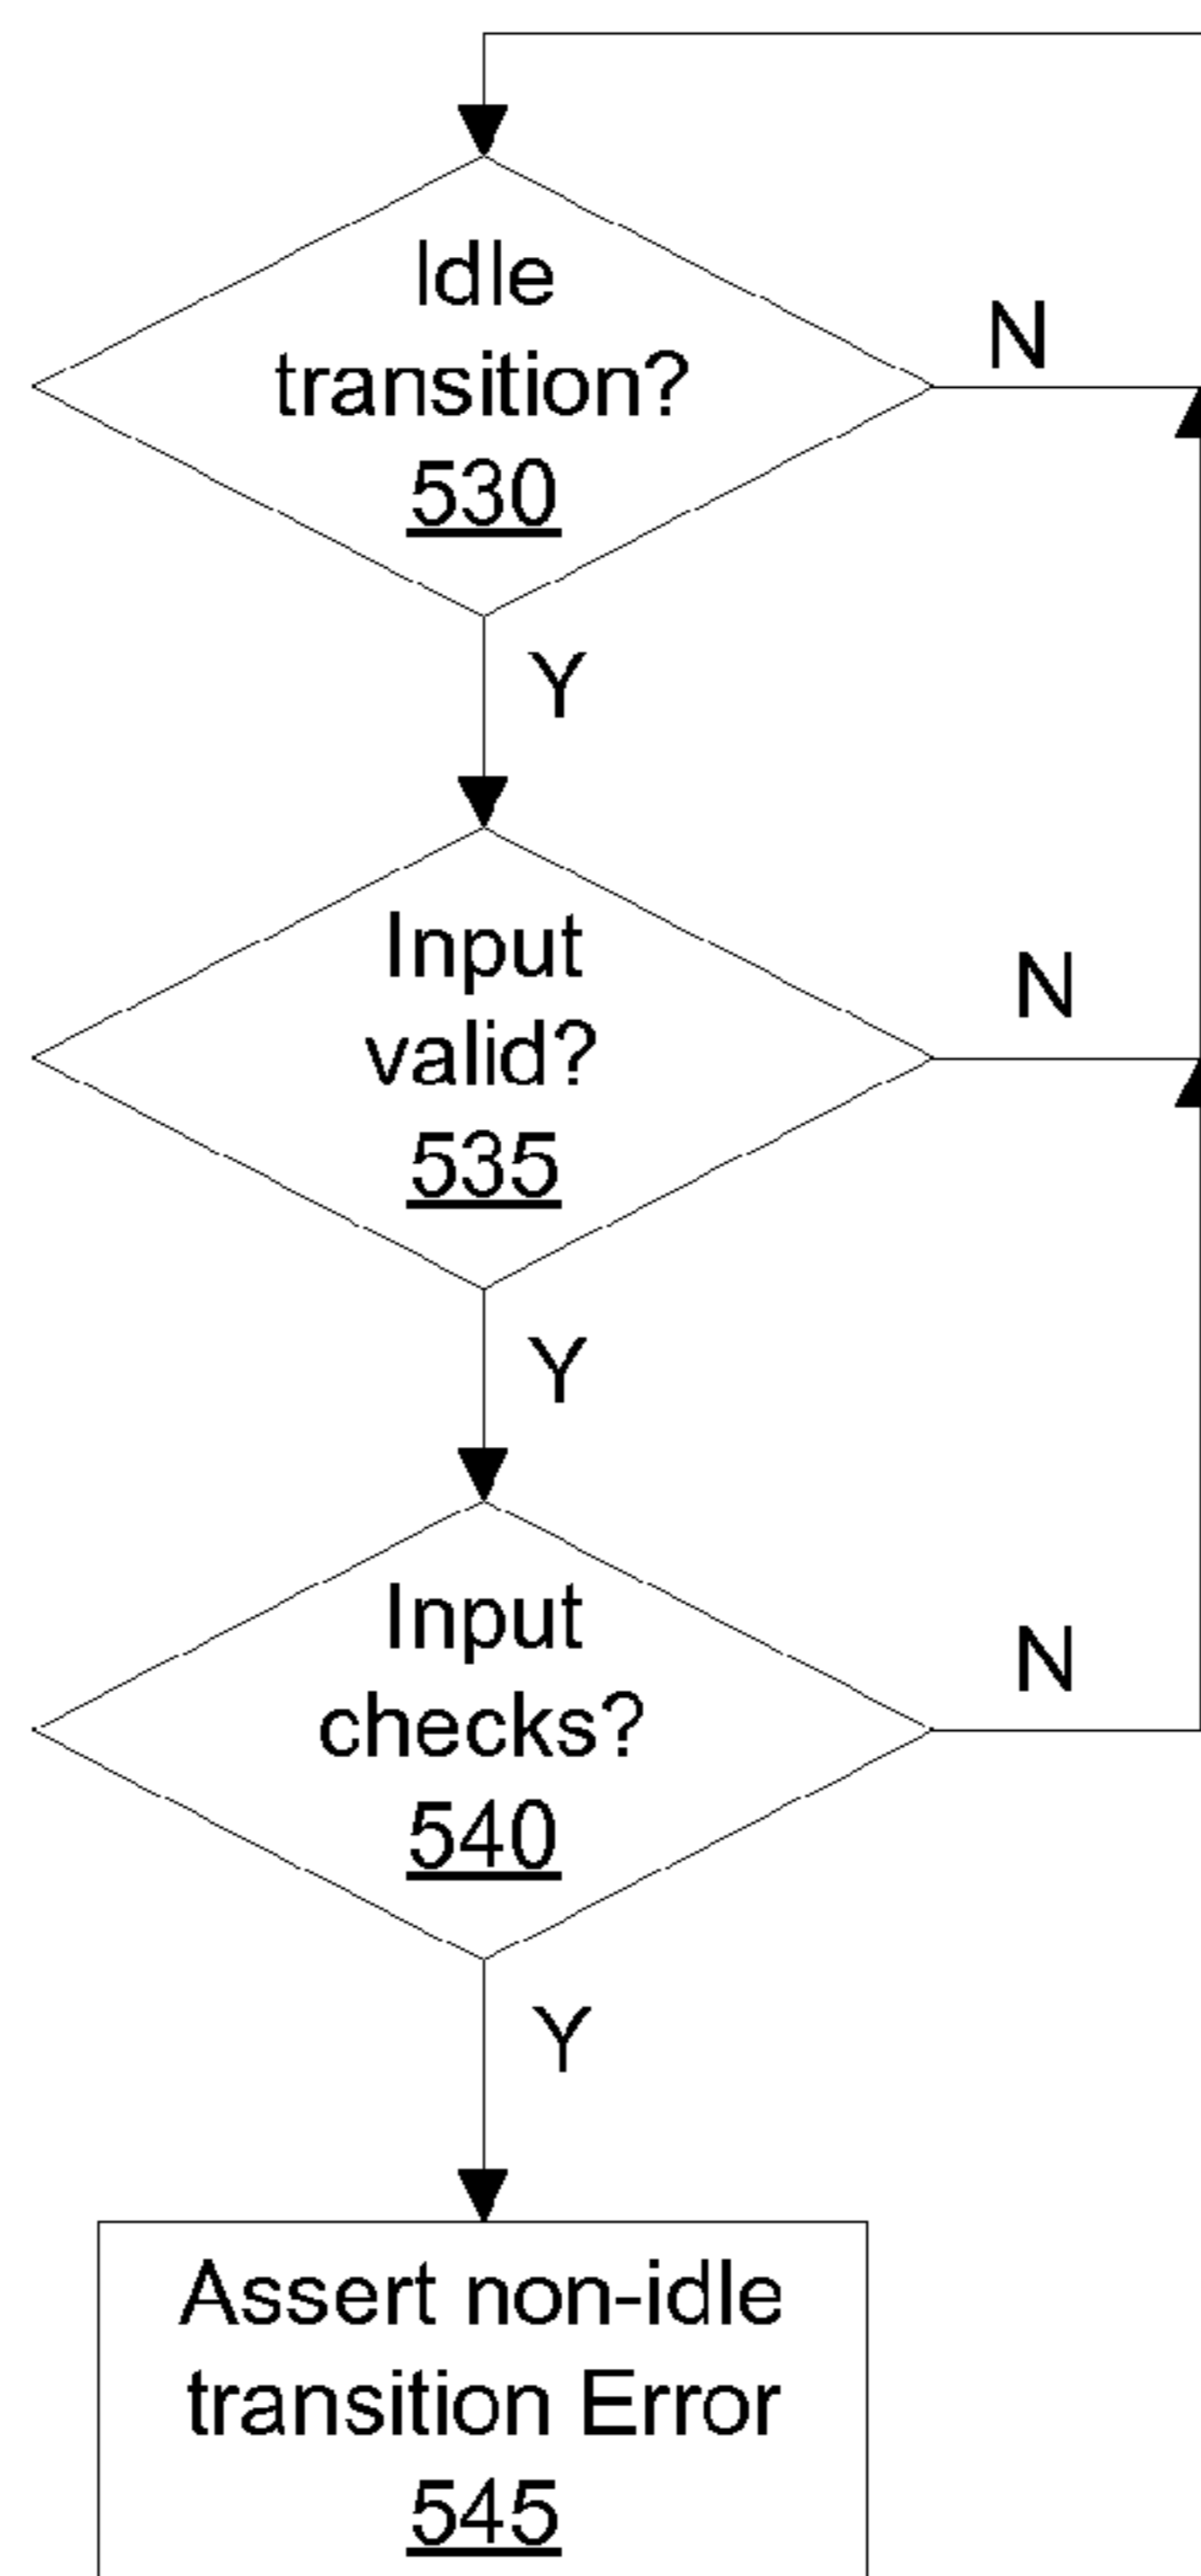 Idle
transition?
530
N
Y
Input
valid?
535
N
Y
Input
checks?
540
N
Y
Assert non-idle
transition Error
545